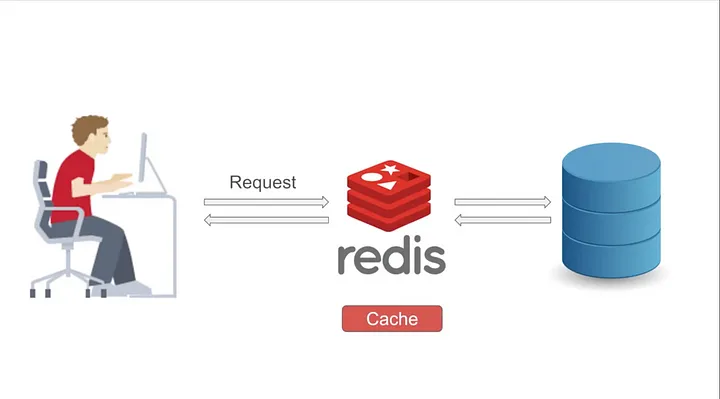 Request
redis
Cache